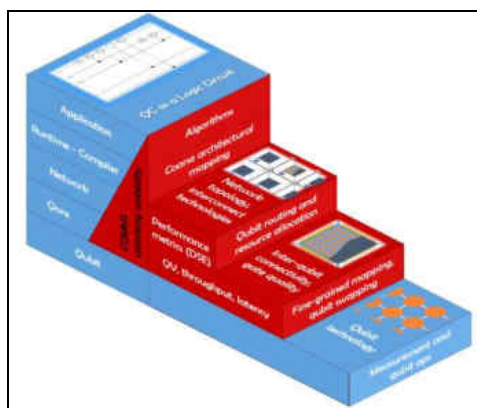 QC as a Logic Circuit
Application
Runtime - Compiler
Network
Core
Qubit
Algorithms
Coarse architectural
mapping
Network
topology,
interconnect
technologies
Qubit routing and
resource allocation
Performance
metrics (DSE)
QV, throughput, latency
Inter-qubit
connectivity,
gate quality
Fine-grained mapping,
qubit swapping
Qubit
technology
Measurement and
qubit ops